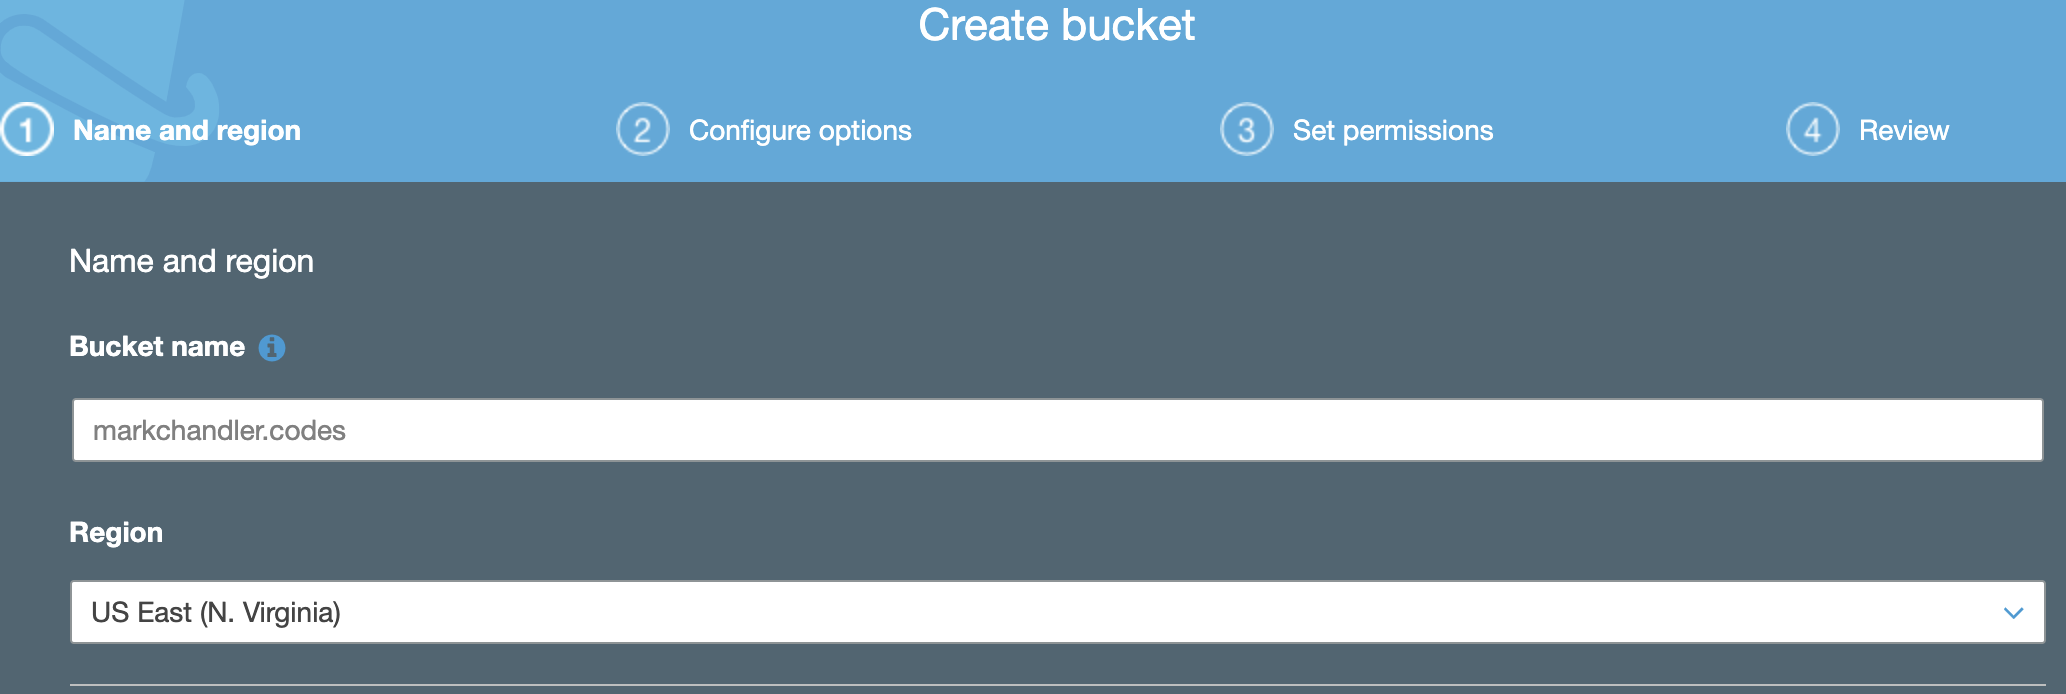 Create bucket
1 Name and region 2 Configure options 3 Set permissions 4 Review
Name and region
Bucket name i
markchandler.codes
Region
US East (N. Virginia)